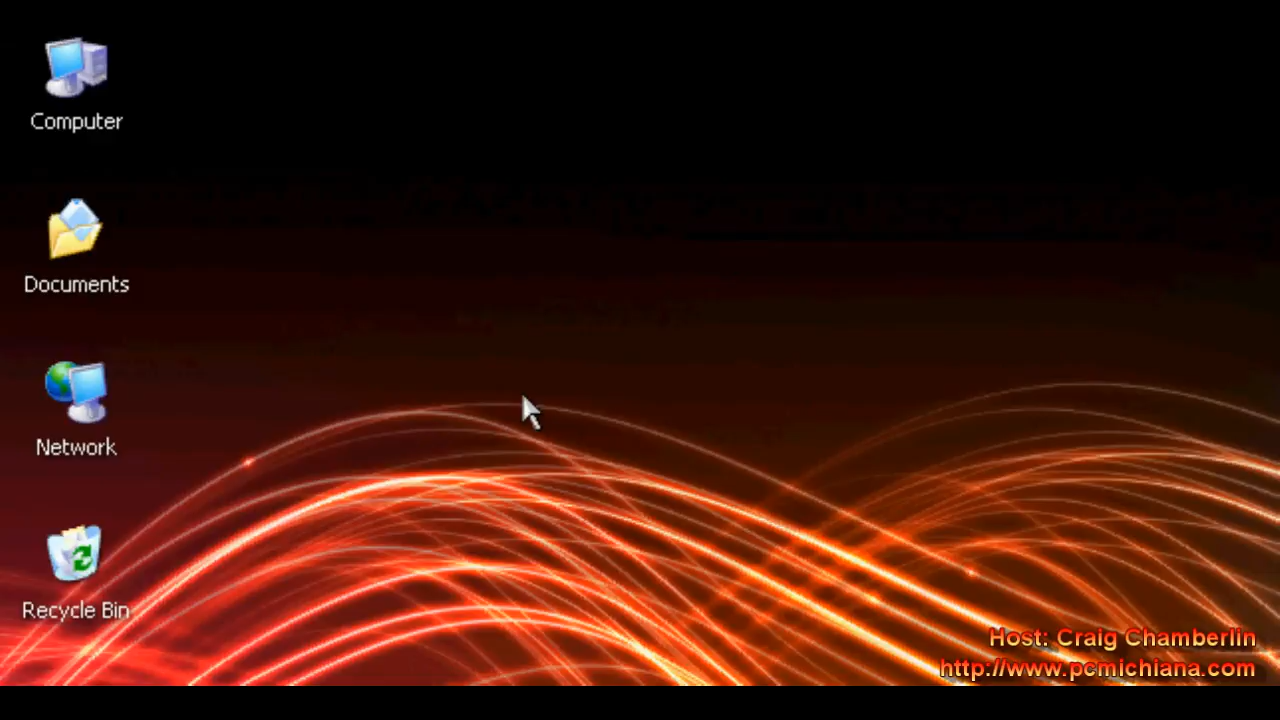 Computer
Documents
Network
Recycle Bin
Host: Craig Chamberlin
http://www.pcmichiana.com